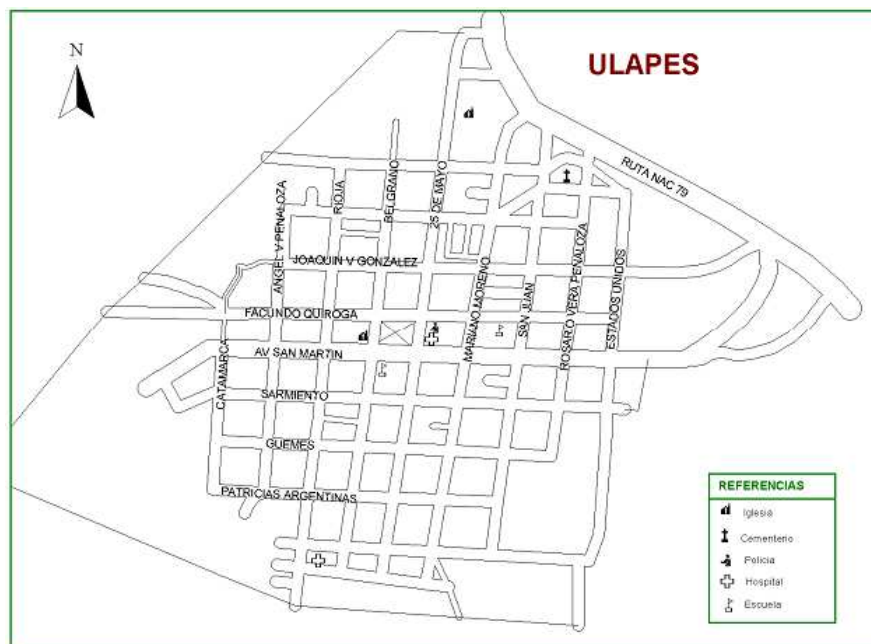 ULAPES
N
RUTA NAC 79
ANGEL V PEÑALOZA
RIOJA
BELGRANO
25 DE MAYO
JOAQUIN V GONZALEZ
MARIANO MORENO
SAN JUAN
ROSARIO VERA PEÑALOZA
ESTADOS UNIDOS
FACUNDO QUIROGA
AV SAN MARTIN
CATAMARCA
SARMIENTO
GUEMES
PATRICIAS ARGENTINAS
REFERENCIAS
Iglesia
Cementerio
Policia
Hospital
Escuela